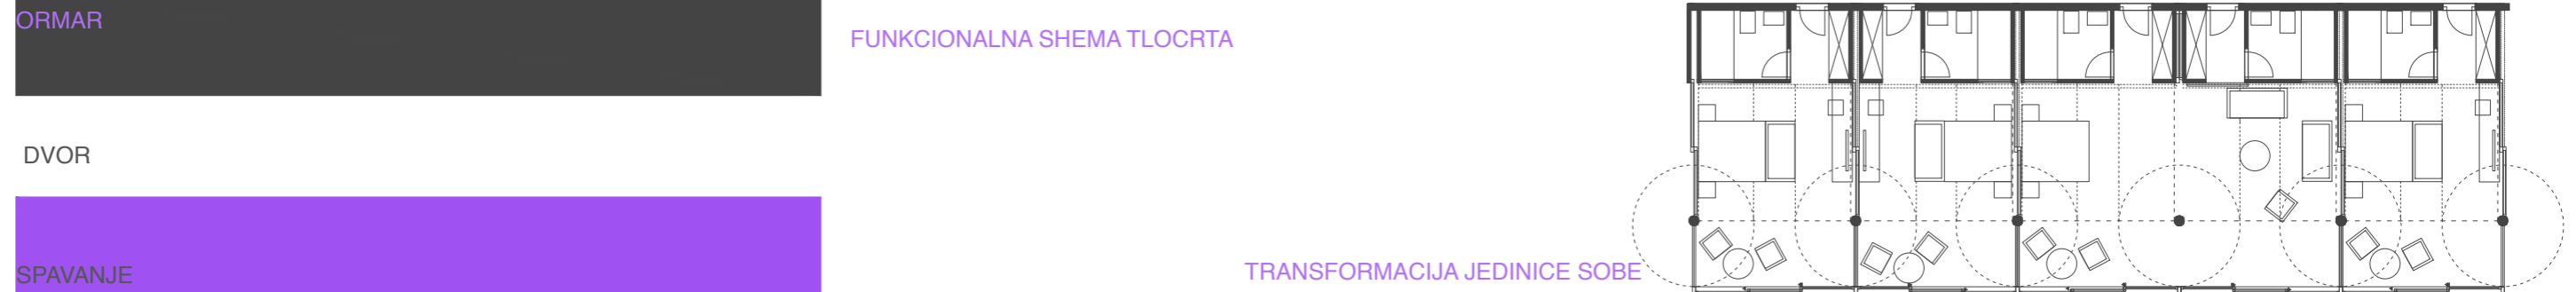 ORMAR
FUNKCIONALNA SHEMA TLOCRTA
DVOR
SPAVANJE
TRANSFORMACIJA JEDINICE SOBE